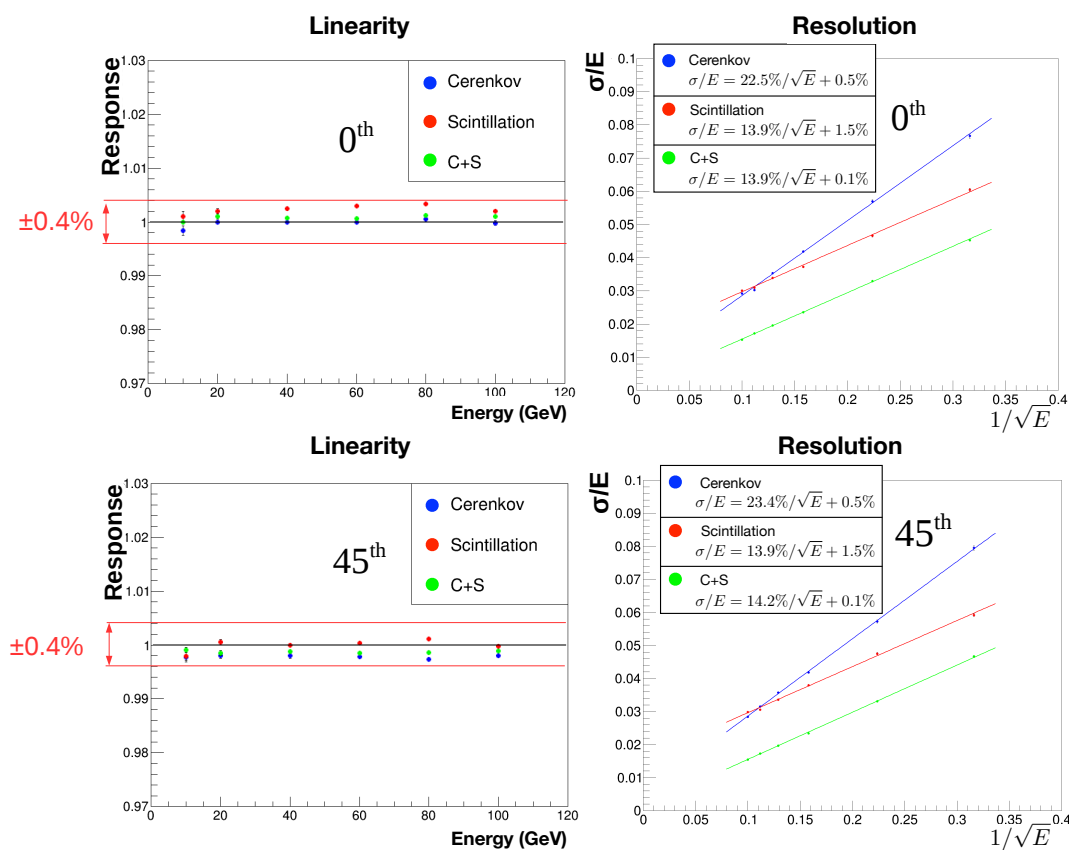 Linearity
Response
1.03
1.02
1.01
1
0.99
0.98
0.97
0
20
40
60
80
100
120
Energy (GeV)
Cerenkov
Scintillation
C+S
0th
±0.4%
Resolution
σ/E
0.1
0.09
0.08
0.07
0.06
0.05
0.04
0.03
0.02
0.01
0
0
0.05
0.1
0.15
0.2
0.25
0.3
0.35
0.4
1/√E
Cerenkov
σ/E = 22.5%/√E + 0.5%
Scintillation
σ/E = 13.9%/√E + 1.5%
C+S
σ/E = 13.9%/√E + 0.1%
0th
Linearity
Response
1.03
1.02
1.01
1
0.99
0.98
0.97
0
20
40
60
80
100
120
Energy (GeV)
Cerenkov
Scintillation
C+S
45th
±0.4%
Resolution
σ/E
0.1
0.09
0.08
0.07
0.06
0.05
0.04
0.03
0.02
0.01
0
0
0.05
0.1
0.15
0.2
0.25
0.3
0.35
0.4
1/√E
Cerenkov
σ/E = 23.4%/√E + 0.5%
Scintillation
σ/E = 13.9%/√E + 1.5%
C+S
σ/E = 14.2%/√E + 0.1%
45th